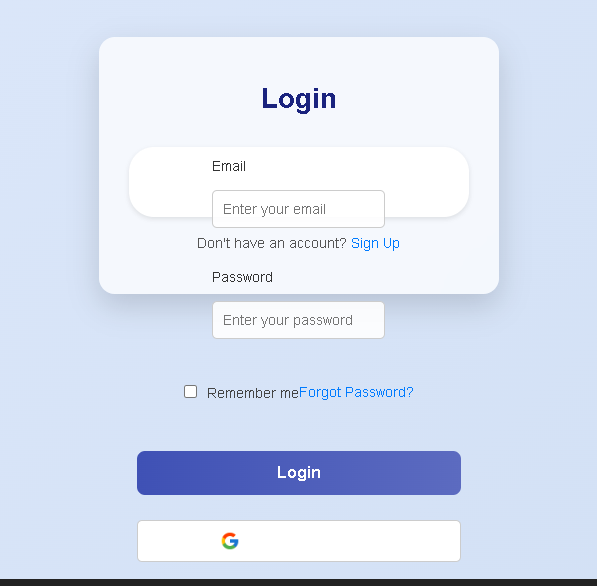 Login
Email
Enter your email
Don't have an account? Sign Up
Password
Enter your password
Remember meForgot Password?
Login